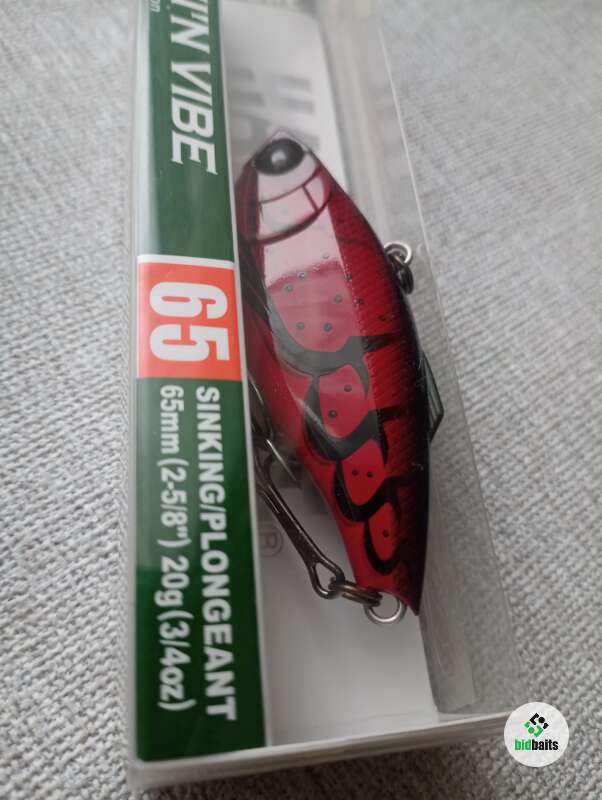 'N VIBE
65
SINKING/PLONGEANT
65mm (2-5/8") 20g (3/4oz)
®
bidbaits